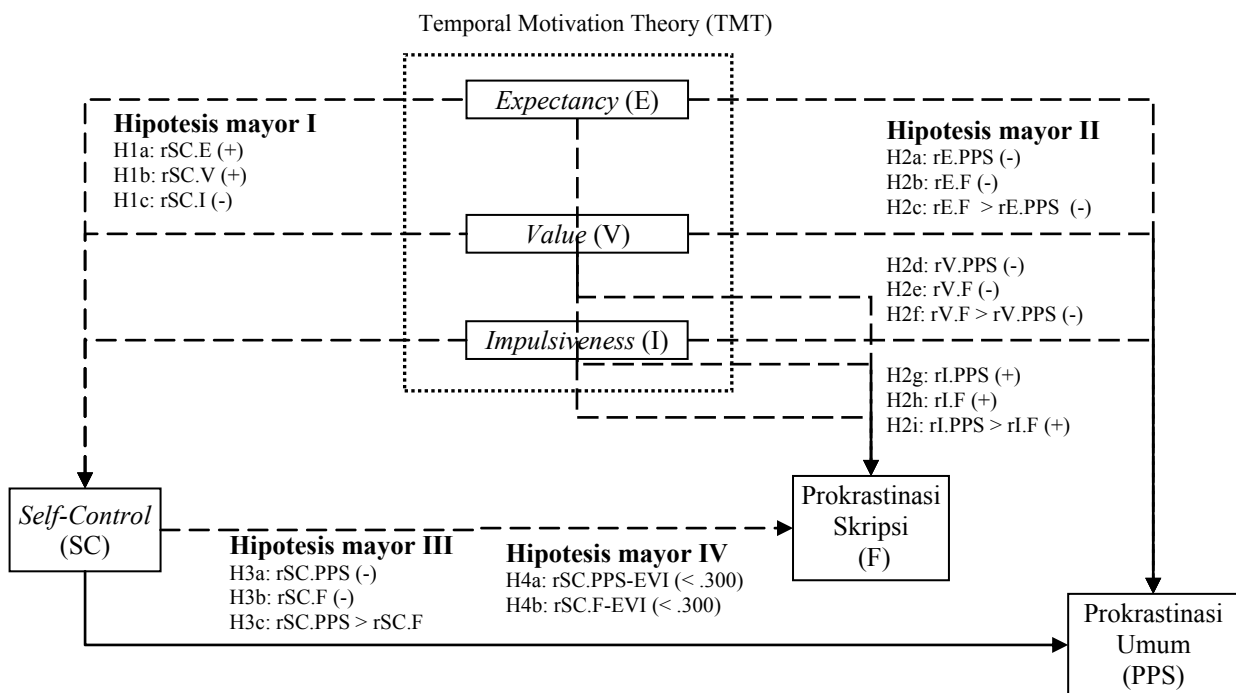 Temporal Motivation Theory (TMT)
Expectancy (E)
Hipotesis mayor I
H1a: rSC.E (+)
H1b: rSC.V (+)
H1c: rSC.I (-)
Hipotesis mayor II
H2a: rE.PPS (-)
H2b: rE.F (-)
H2c: rE.F > rE.PPS (-)
Value (V)
H2d: rV.PPS (-)
H2e: rV.F (-)
H2f: rV.F > rV.PPS (-)
Impulsiveness (I)
H2g: rI.PPS (+)
H2h: rI.F (+)
H2i: rI.PPS > rI.F (+)
Self-Control
(SC)
Prokrastinasi
Skripsi
(F)
Hipotesis mayor III
H3a: rSC.PPS (-)
H3b: rSC.F (-)
H3c: rSC.PPS > rSC.F
Hipotesis mayor IV
H4a: rSC.PPS-EVI (< .300)
H4b: rSC.F-EVI (< .300)
Prokrastinasi
Umum
(PPS)